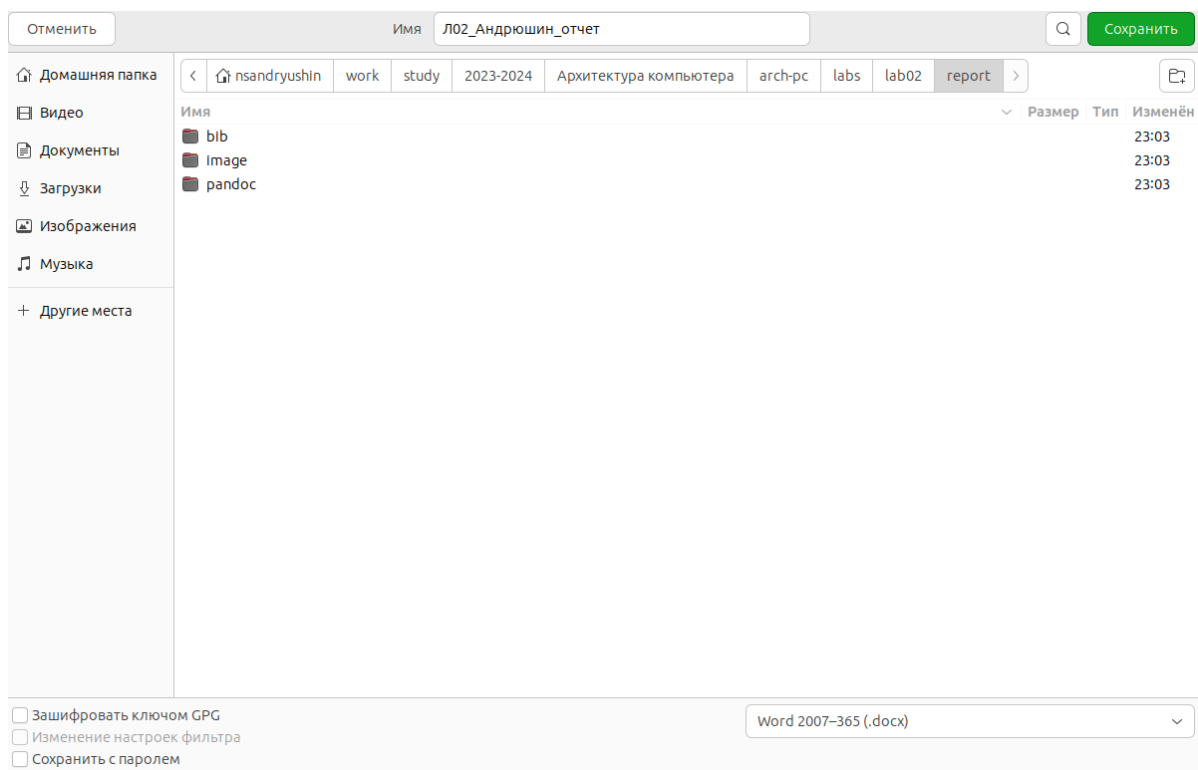 Отменить Имя Л02_Андрюшин_отчет Сохранить
Домашняя папка nsandryushin work study 2023-2024 Архитектура компьютера arch-pc labs lab02 report
Видео
Документы
Загрузки
Изображения
Музыка
Другие места
Имя Размер Тип Изменён
bib 23:03
image 23:03
pandoc 23:03
Зашифровать ключом GPG
Изменение настроек фильтра
Сохранить с паролем
Word 2007–365 (.docx)